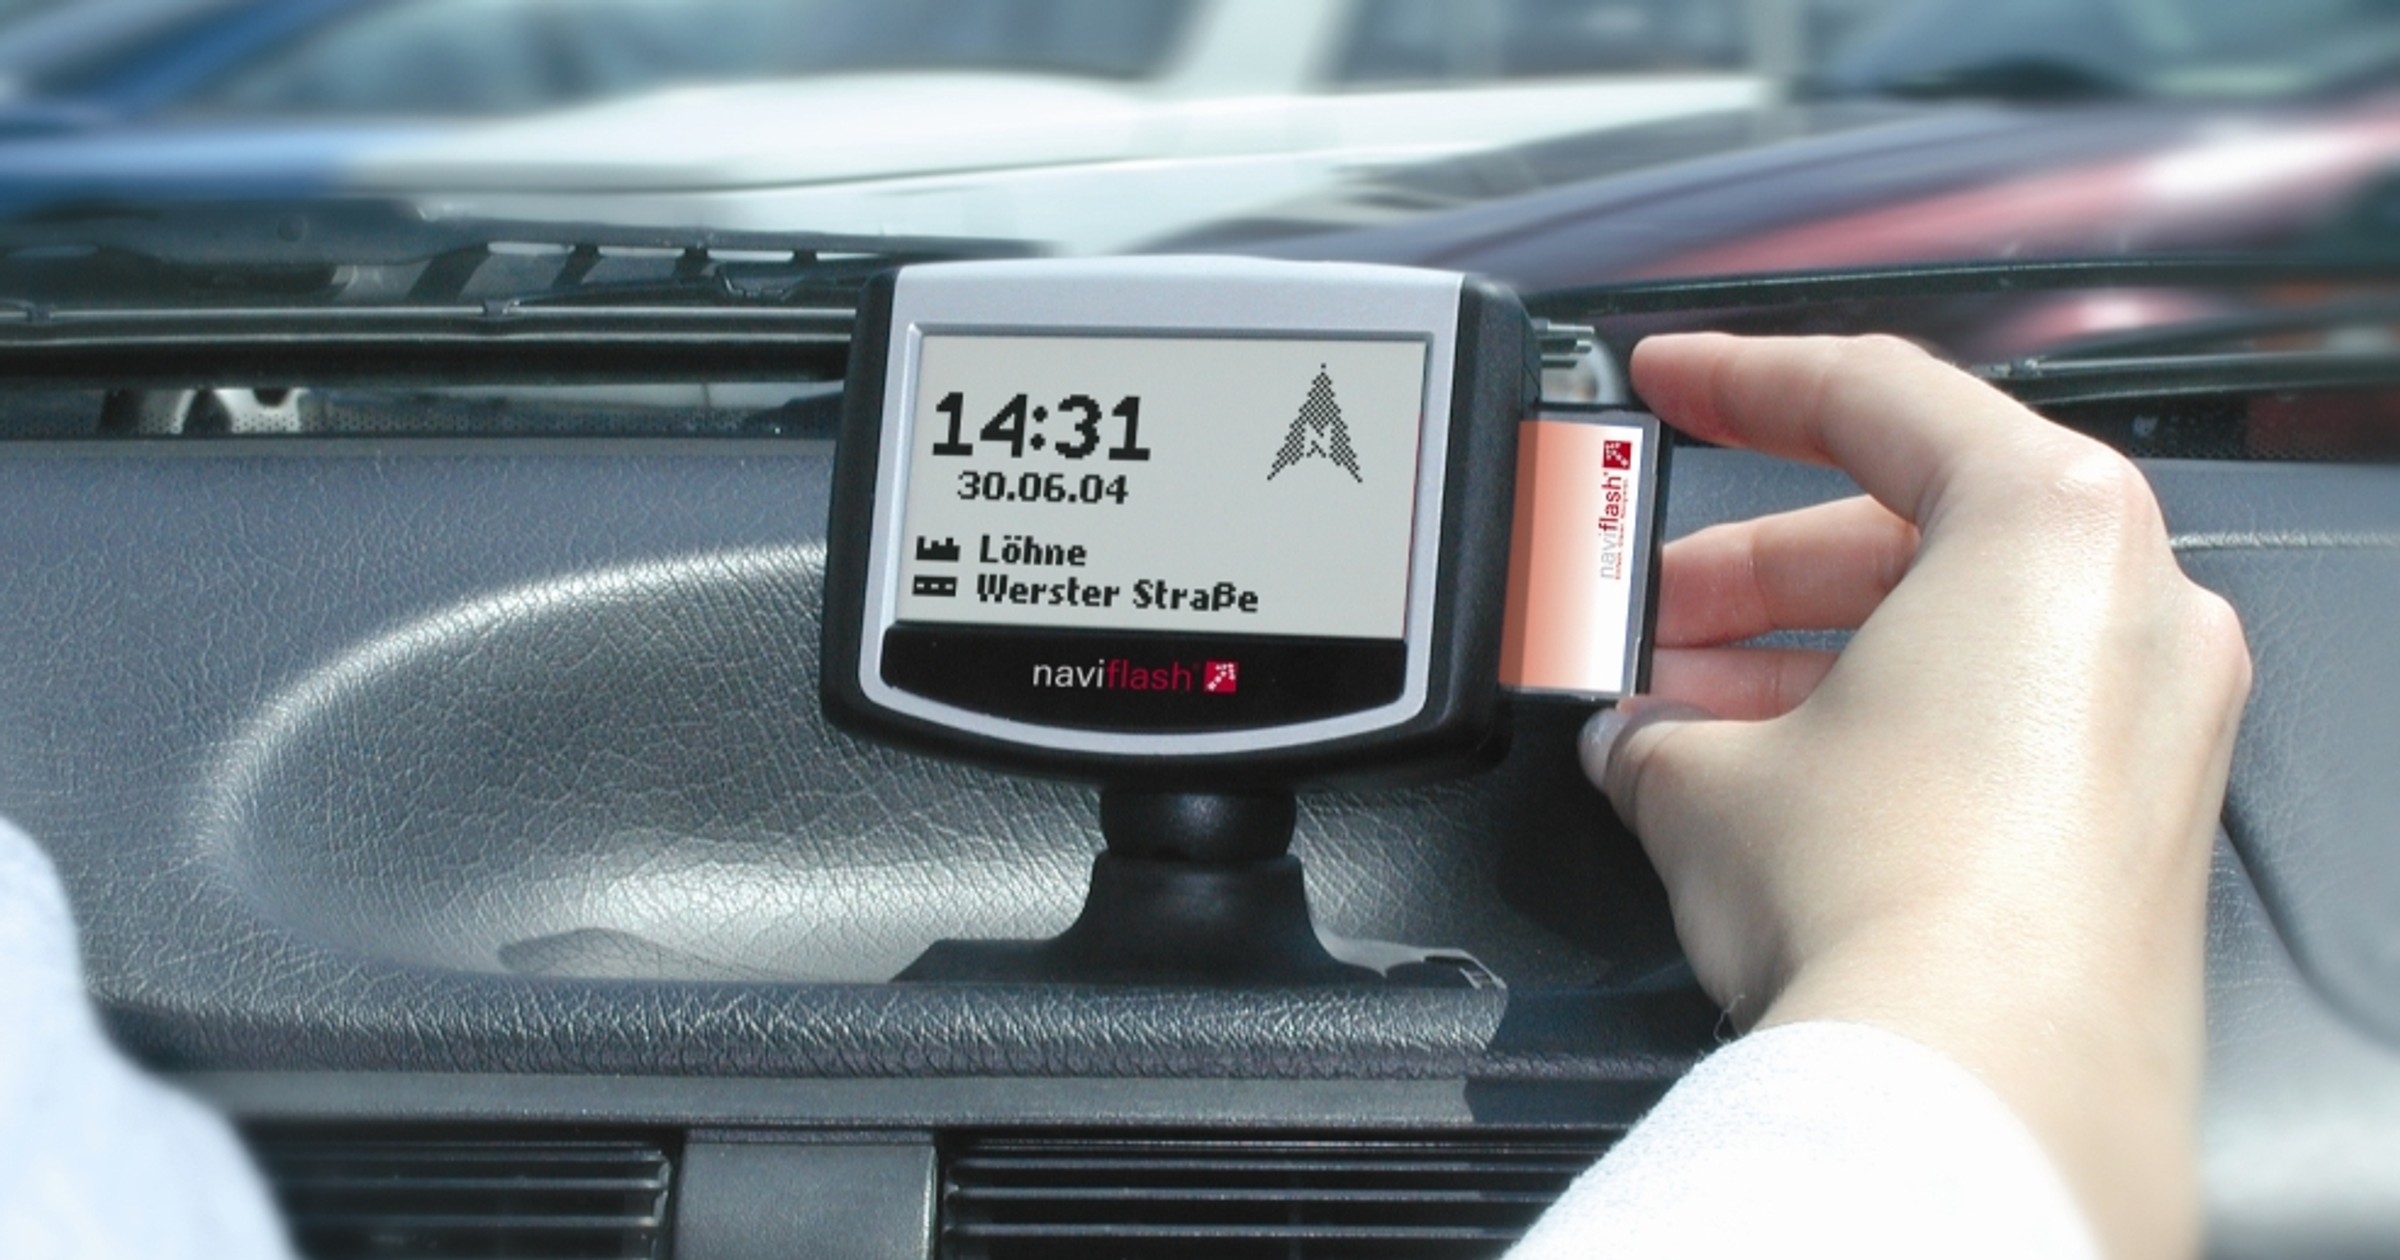 14:31
30.06.04
N
Löhne
Werster Straße
naviflash
naviflash